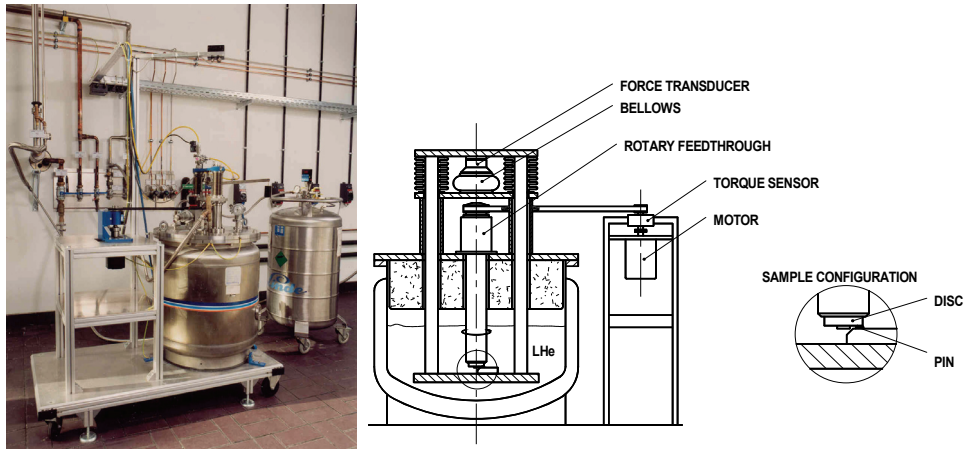 FORCE TRANSDUCER
BELLOWS
ROTARY FEEDTHROUGH
TORQUE SENSOR
MOTOR
SAMPLE CONFIGURATION
DISC
PIN
LHe